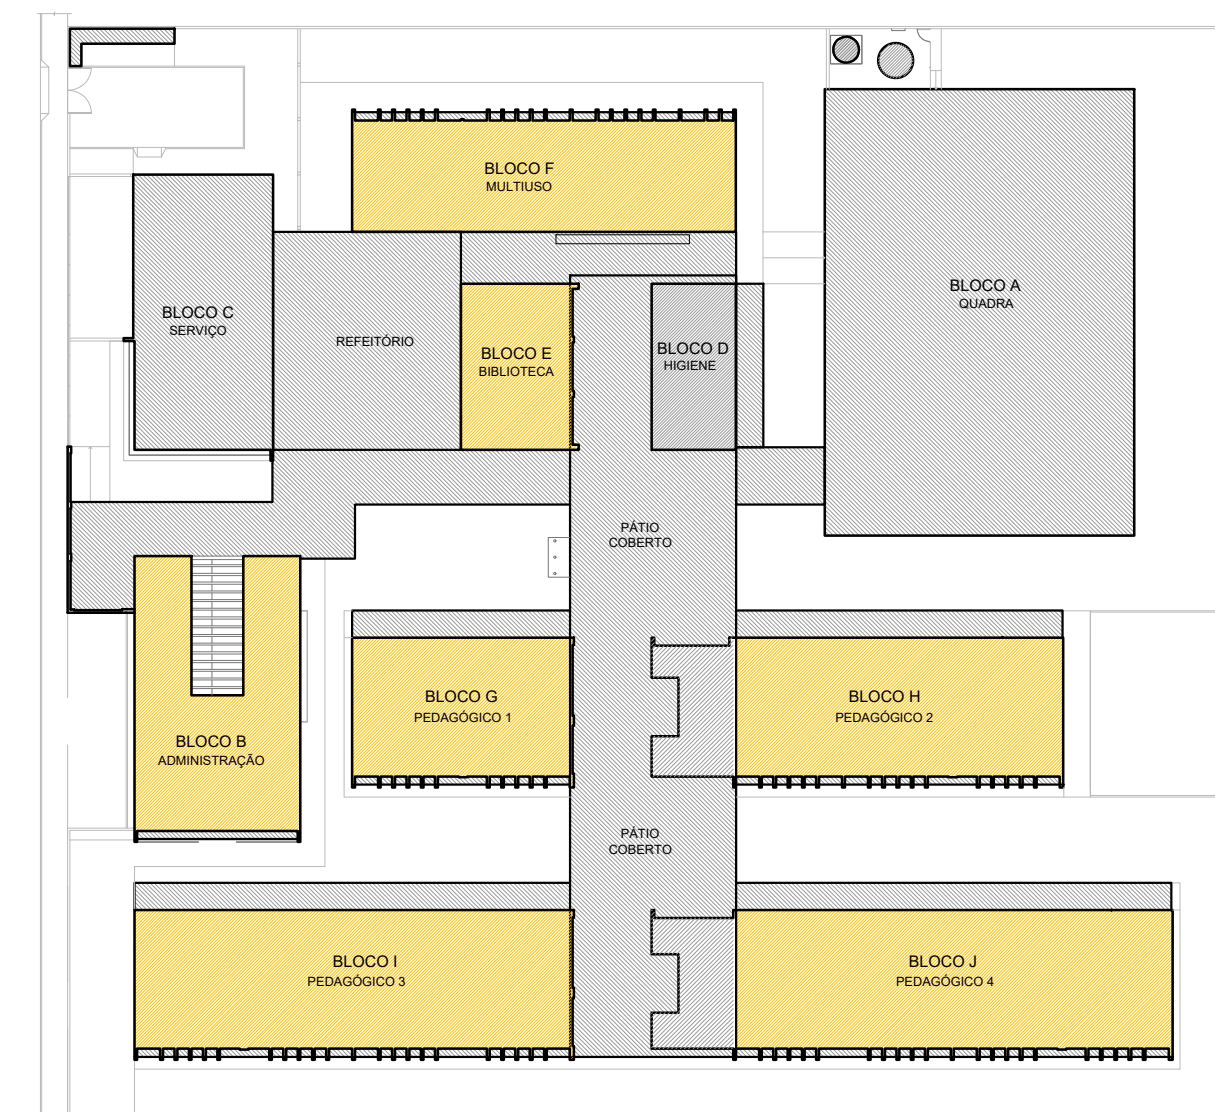 BLOCO F
MULTIUSO
BLOCO A
QUADRA
BLOCO C
SERVIÇO
REFEITÓRIO
BLOCO E
BIBLIOTECA
BLOCO D
HIGIENE
PÁTIO
COBERTO
BLOCO G
PEDAGÓGICO 1
BLOCO H
PEDAGÓGICO 2
BLOCO B
ADMINISTRAÇÃO
PÁTIO
COBERTO
BLOCO I
PEDAGÓGICO 3
BLOCO J
PEDAGÓGICO 4